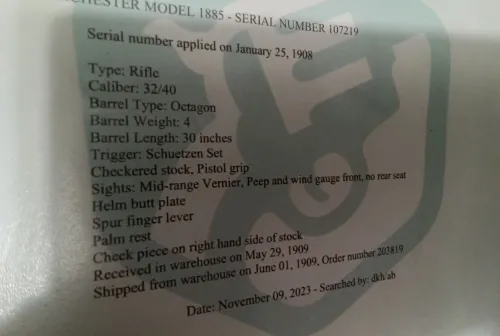 CHESTER MODEL 1885 - SERIAL NUMBER 107219
Serial number applied on January 25, 1908
Type: Rifle
Caliber: 32/40
Barrel Type: Octagon
Barrel Weight: 4
Barrel Length: 30 inches
Trigger: Schuetzen Set
Checkered stock, Pistol grip
Sights: Mid-range Vernier, Peep and wind gauge front, no rear seat
Helm butt plate
Spur finger lever
Palm rest
Check piece on right hand side of stock
Received in warehouse on May 29, 1909
Shipped from warehouse on June 01, 1909, Order number 203819
Date: November 09, 2023 - Searched by: dkh/ab